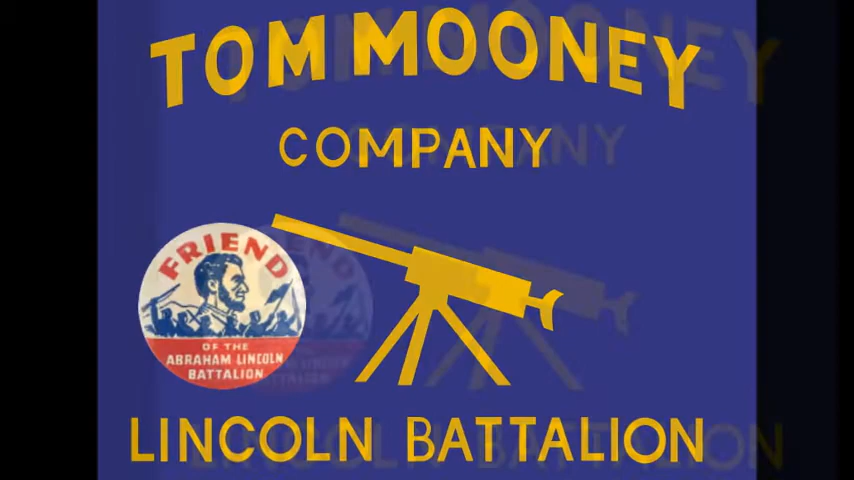 TOM MOONEY
COMPANY
FRIEND
OF THE
ABRAHAM LINCOLN
BATTALION
LINCOLN BATTALION